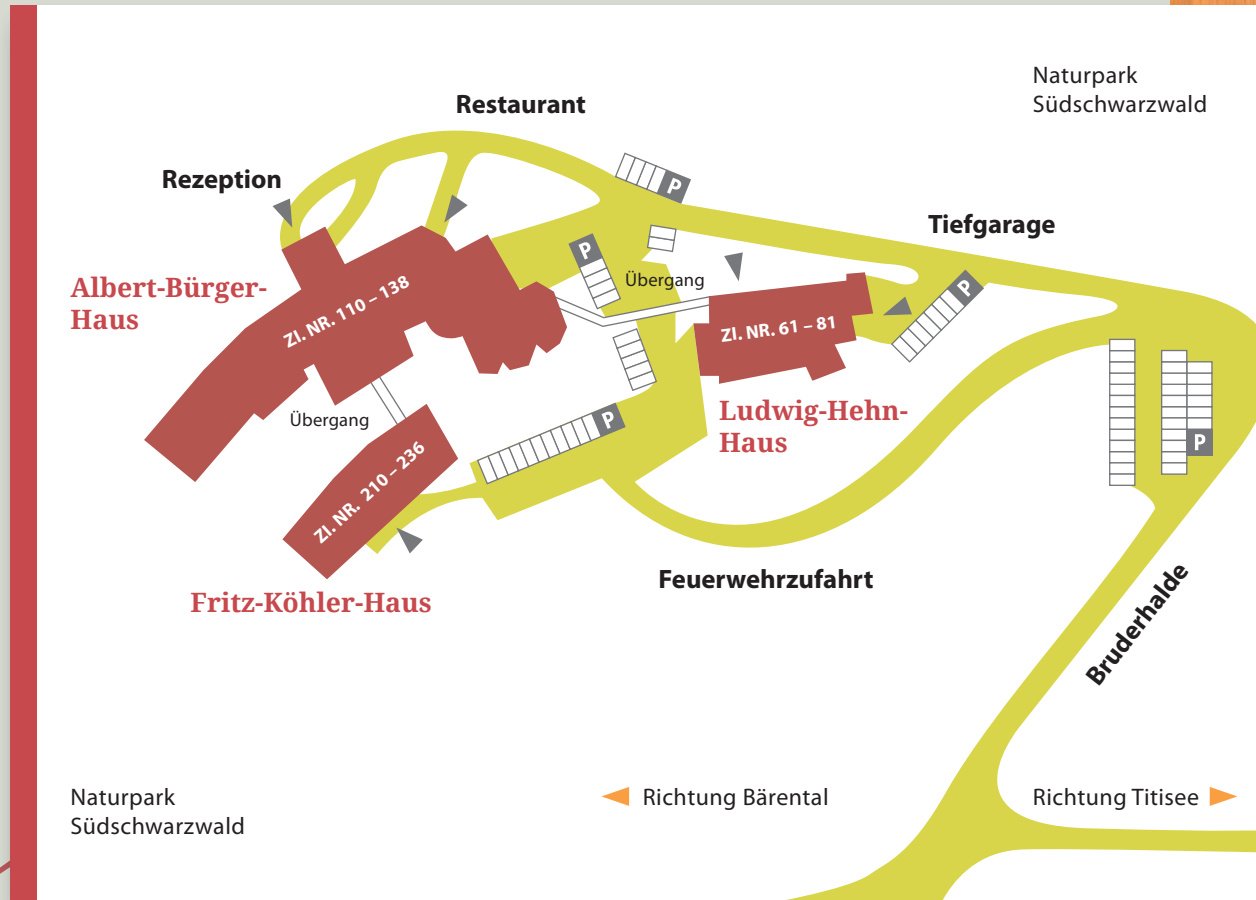 Naturpark
Südschwarzwald
Restaurant
Rezeption
Tiefgarage
Albert-Bürger-
Haus
ZI. NR. 110 – 138
P
P
P
Übergang
ZI. NR. 61 – 81
Übergang
P
Ludwig-Hehn-
Haus
P
ZI. NR. 210 – 236
Fritz-Köhler-Haus
Feuerwehrzufahrt
Bruderhalde
Naturpark
Südschwarzwald
Richtung Bärental
Richtung Titisee